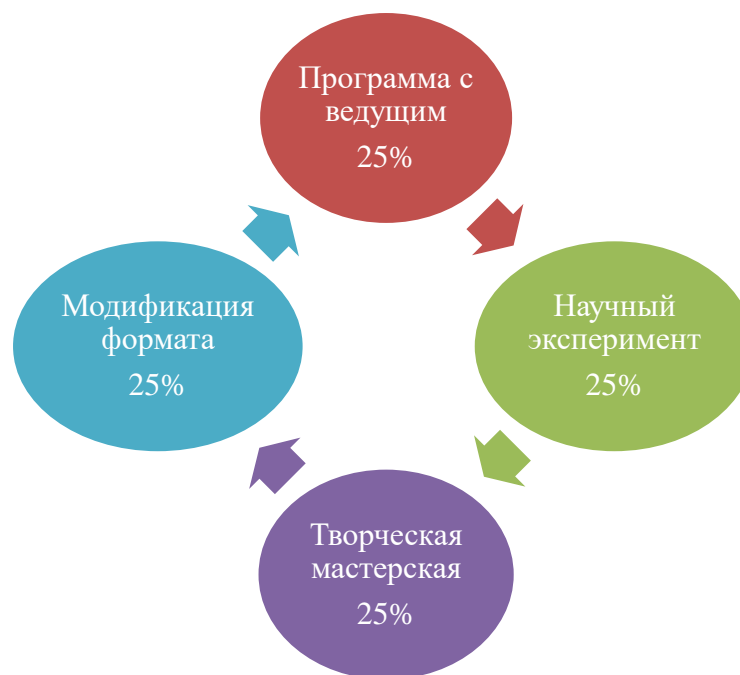 Программа с
ведущим
25%
Научный
эксперимент
25%
Творческая
мастерская
25%
Модификация
формата
25%